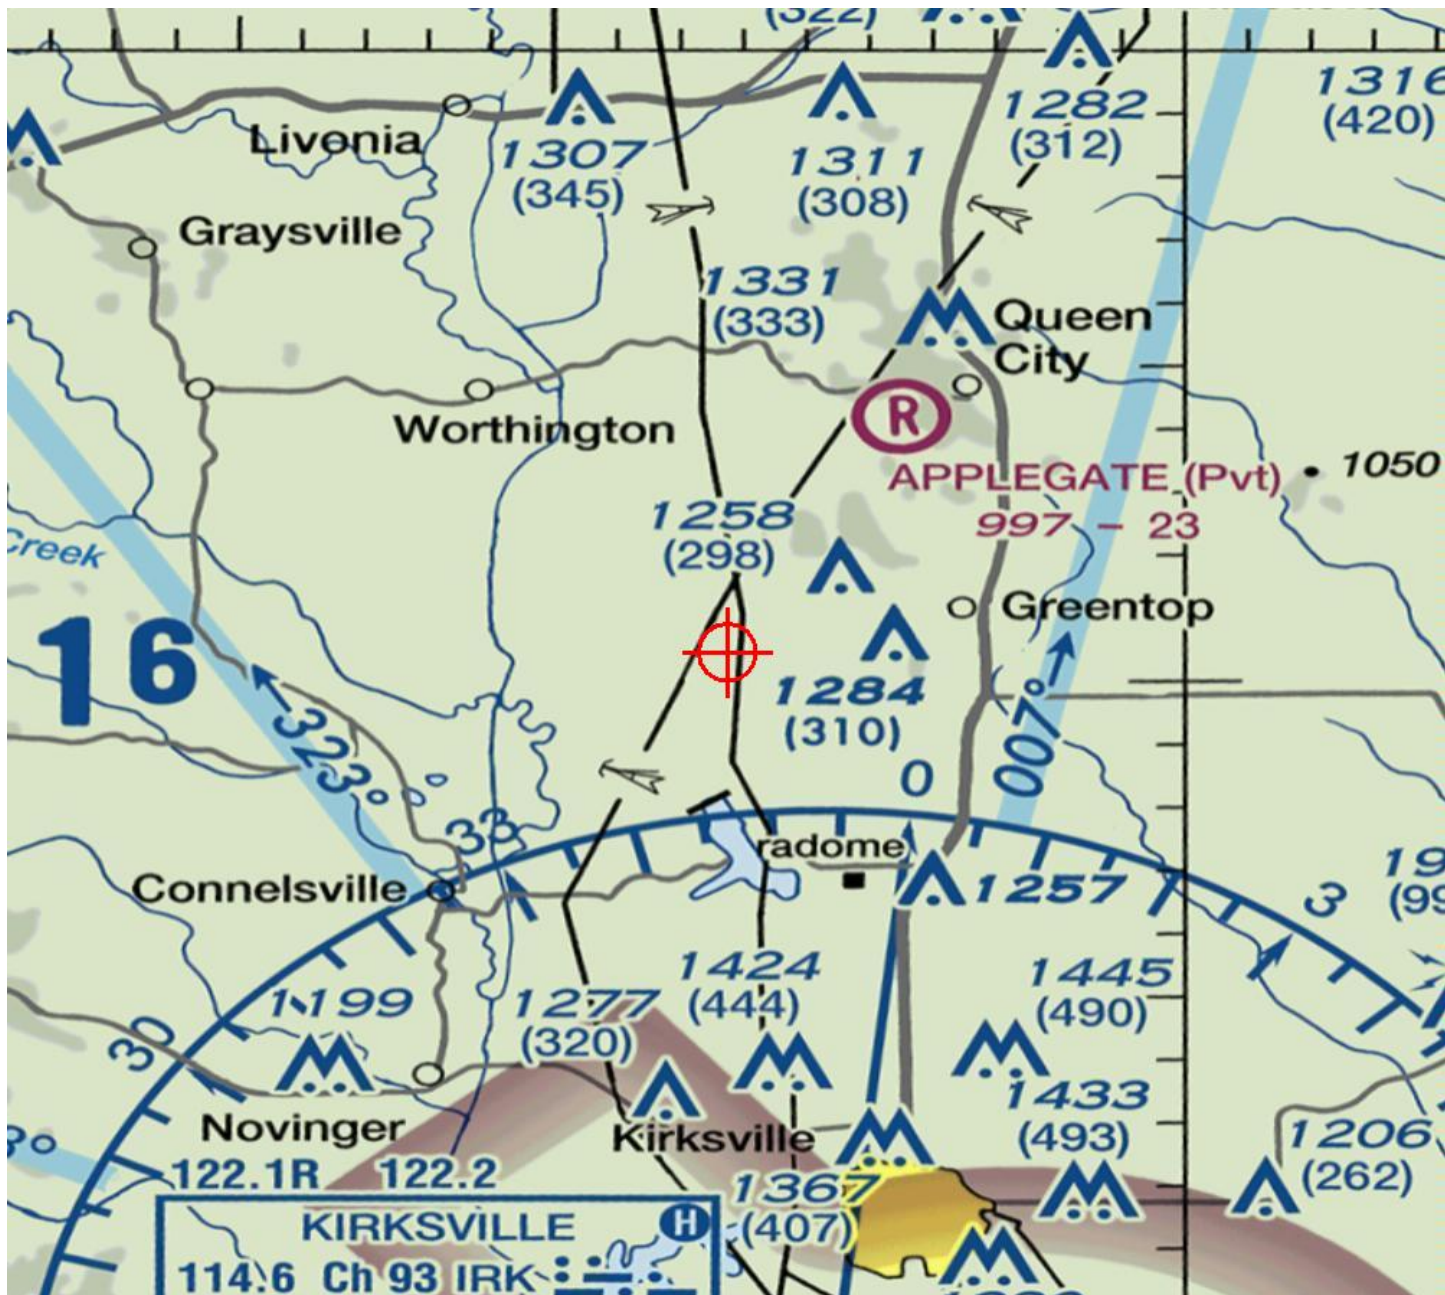 (322)
1316
(420)
1282
(312)
Livonia
1307
(345)
1311
(308)
Graysville
1331
(333)
Queen
City
R
Worthington
1050
APPLEGATE (Pvt)
997 - 23
1258
(298)
Creek
Greentop
16
1284
(310)
323°
007°
0
33
radome
Connelsville
1257
3
1424
(444)
1199
1277
(320)
1445
(490)
30
1433
(493)
Novinger
Kirksville
1206
(262)
122.1R 122.2
1367
(407)
KIRKSVILLE
H
114.6 Ch 93 IRK